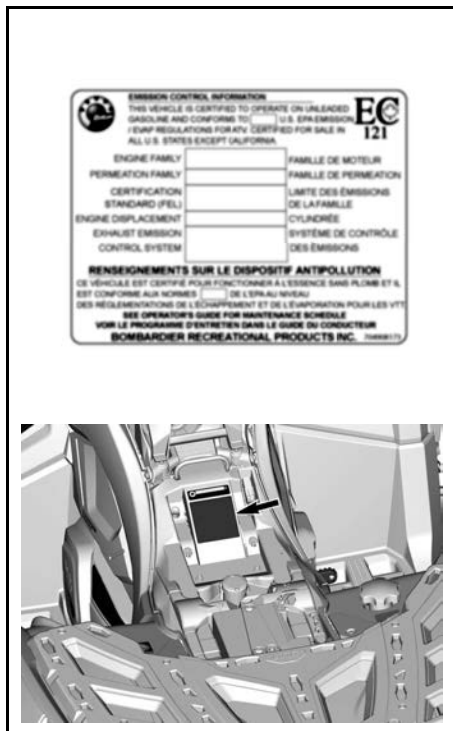 EMISSION CONTROL INFORMATION
THIS VEHICLE IS CERTIFIED TO OPERATE ON UNLEADED
GASOLINE AND CONFORMS TO U.S. EPA EMISSION
/ EVAP REGULATIONS FOR ATV. CERTIFIED FOR SALE IN
ALL U.S. STATES EXCEPT CALIFORNIA.
EC
121
ENGINE FAMILY FAMILLE DE MOTEUR
PERMEATION FAMILY FAMILLE DE PERMEATION
CERTIFICATION LIMITE DES ÉMISSIONS
STANDARD (FEL) DE LA FAMILLE
ENGINE DISPLACEMENT CYLINDRÉE
EXHAUST EMISSION SYSTÈME DE CONTRÔLE
CONTROL SYSTEM DES ÉMISSIONS
RENSEIGNEMENTS SUR LE DISPOSITIF ANTIPOLLUTION
CE VÉHICULE EST CERTIFIÉ POUR FONCTIONNER À L'ESSENCE SANS PLOMB ET IL
EST CONFORME AUX NORMES DE L'EPA AU NIVEAU
DES RÉGLEMENTATIONS DE L'ÉCHAPPEMENT ET DE L'ÉVAPORATION POUR LES VTT.
SEE OPERATOR'S GUIDE FOR MAINTENANCE SCHEDULE
VOIR LE PROGRAMME D'ENTRETIEN DANS LE GUIDE DU CONDUCTEUR
BOMBARDIER RECREATIONAL PRODUCTS INC.